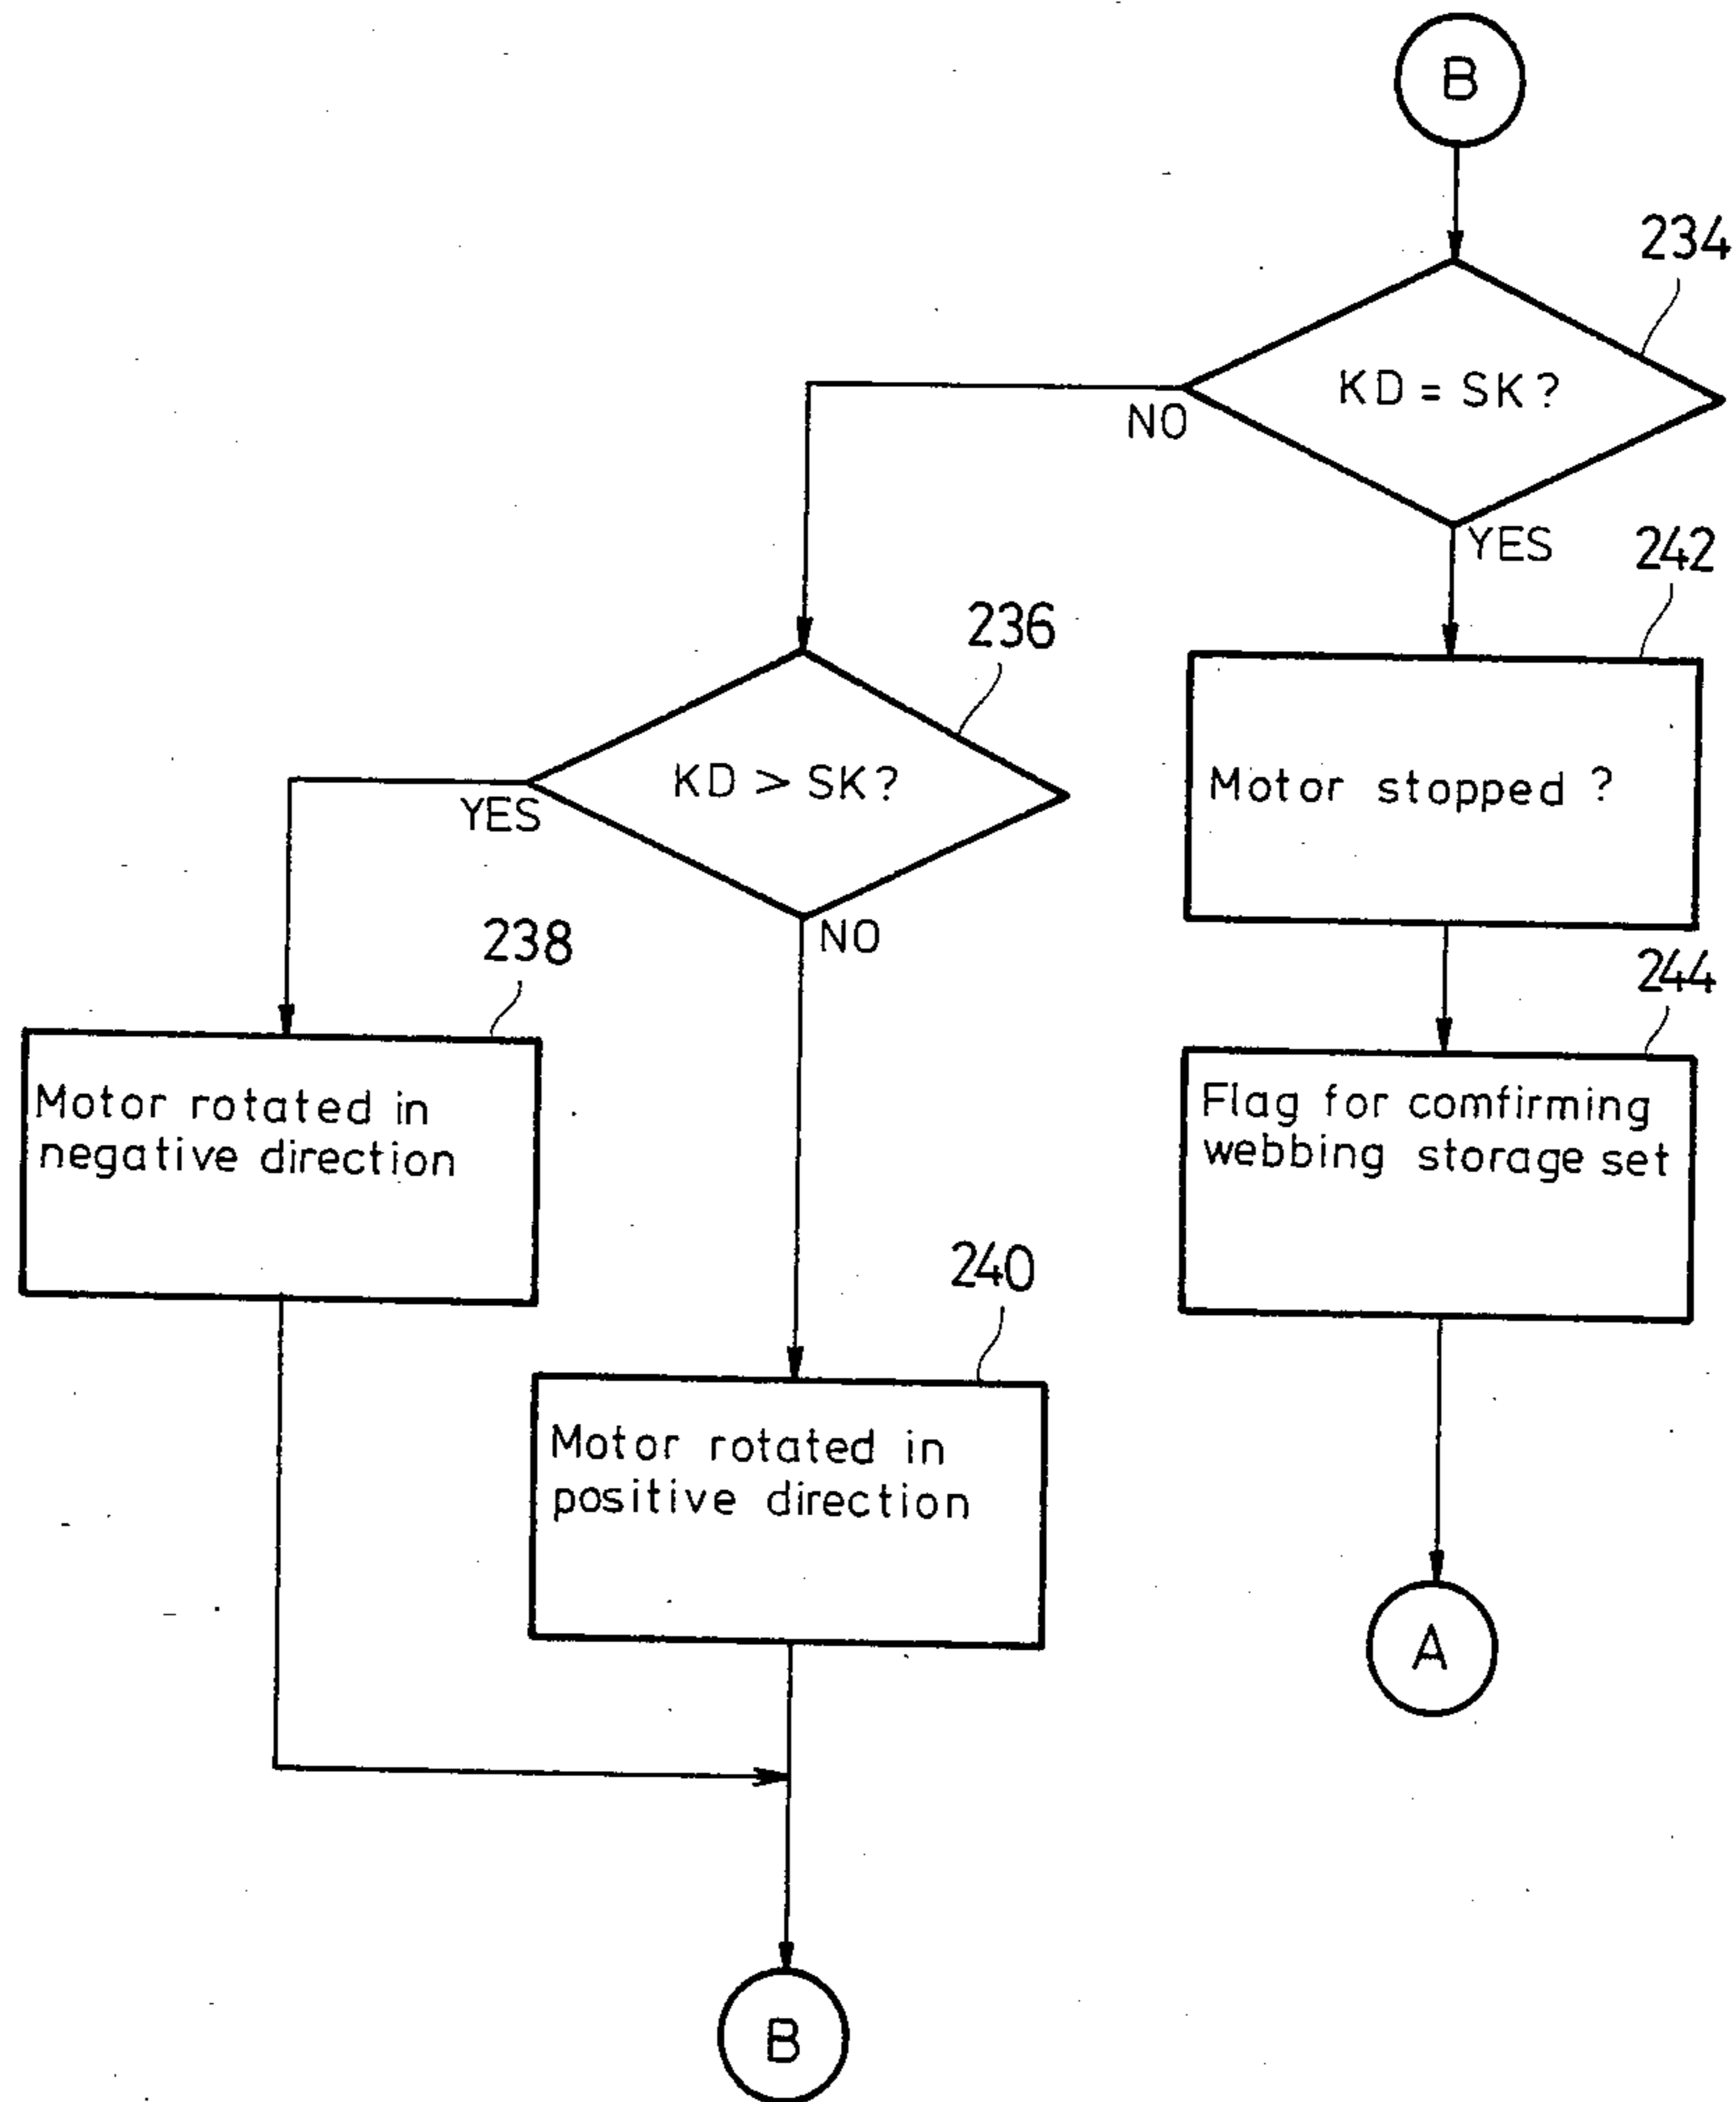 B
234
KD = SK?
NO
YES
242
236
Motor stopped ?
KD > SK?
YES
NO
238
244
Motor rotated in
negative direction
Flag for comfirming
webbing storage set
240
Motor rotated in
positive direction
A
B